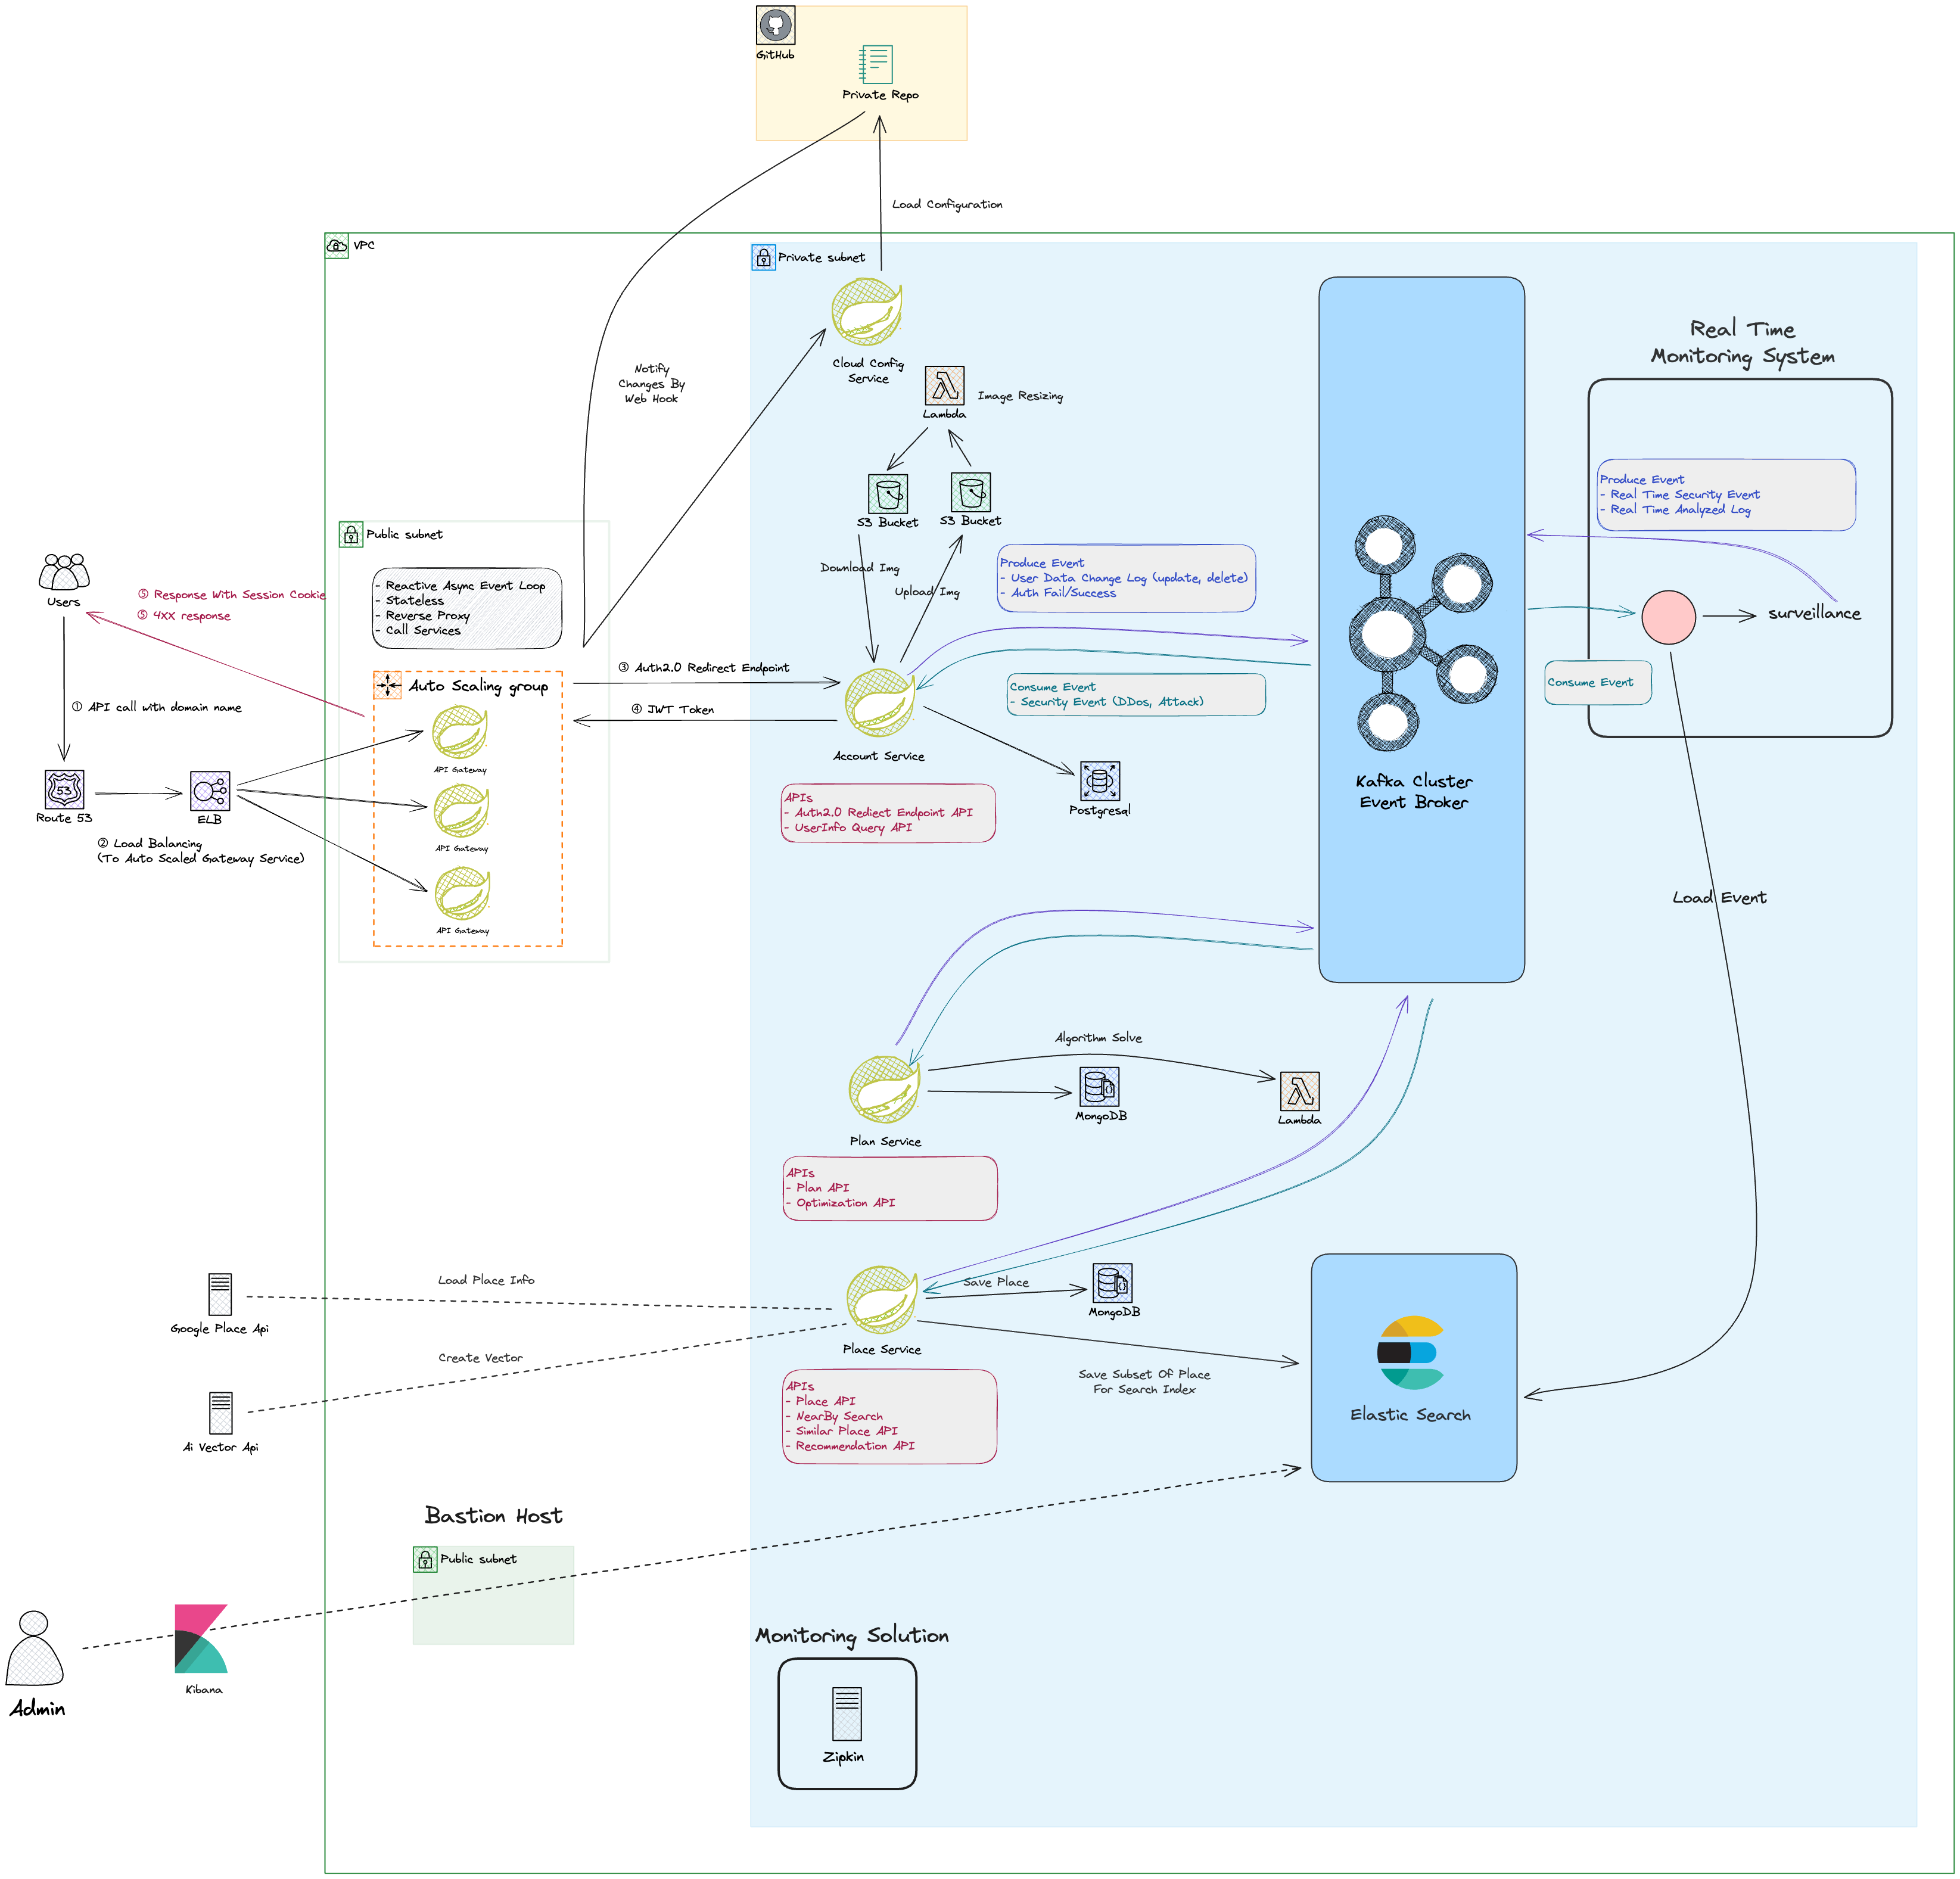 GitHub
Private Repo
Load Configuration
VPC
Private subnet
Cloud Config
Service
Notify
Changes By
Web Hook
Lambda
Image Resizing
S3 Bucket
S3 Bucket
Download Img
Upload Img
Real Time
Monitoring System
Produce Event
- Real Time Security Event
- Real Time Analyzed Log
Public subnet
- Reactive Async Event Loop
- Stateless
- Reverse Proxy
- Call Services
Produce Event
- User Data Change Log (update, delete)
- Auth Fail/Success
Users
⑤ Response With Session Cookie
⑤ 4XX response
surveillance
③ Auth2.0 Redirect Endpoint
Auto Scaling group
Consume Event
- Security Event (DDos, Attack)
Consume Event
① API call with domain name
④ JWT Token
Account Service
API Gateway
53
Route 53
ELB
② Load Balancing
(To Auto Scaled Gateway Service)
API Gateway
API Gateway
APIs
- Auth2.0 Rediect Endpoint API
- UserInfo Query API
Postgresql
Kafka Cluster
Event Broker
Load Event
Algorithm Solve
Plan Service
MongoDB
Lambda
APIs
- Plan API
- Optimization API
Google Place Api
Load Place Info
Save Place
MongoDB
Place Service
Create Vector
Ai Vector Api
Save Subset Of Place
For Search Index
APIs
- Place API
- NearBy Search
- Similar Place API
- Recommendation API
Elastic Search
Bastion Host
Public subnet
Admin
Kibana
Monitoring Solution
Zipkin